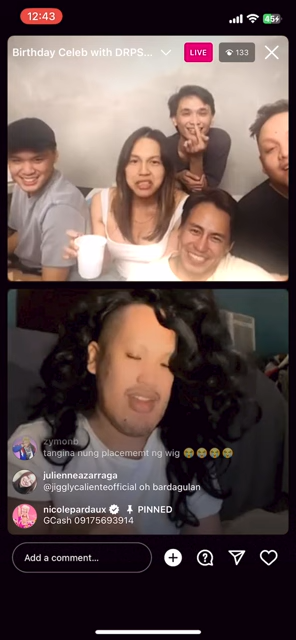 12:43
45
Birthday Celeb with DRPS...
LIVE
133
zymonb
tangina nung placememt ng wig 😭😭😭😭
julienneazarraga
@jigglycalienteofficial oh bardagulan
nicolepardaux PINNED
GCash 09175693914
Add a comment...